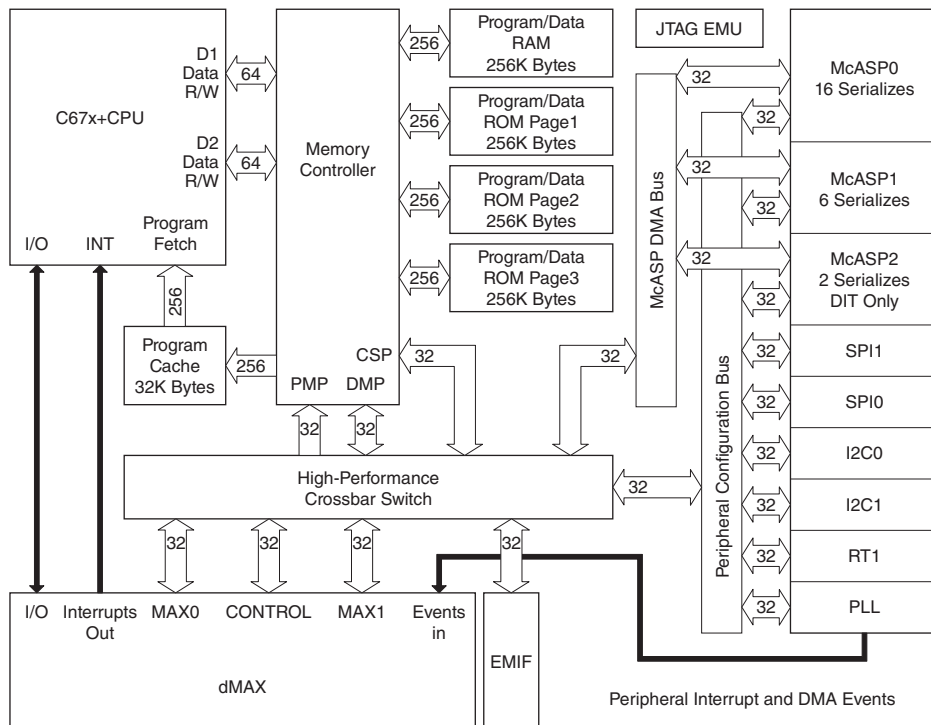 C67x+CPU
D1
Data
R/W
D2
Data
R/W
I/O
INT
Program
Fetch
64
64
256
Program
Cache
32K Bytes
256
Memory
Controller
CSP
PMP
DMP
256
Program/Data
RAM
256K Bytes
256
Program/Data
ROM Page1
256K Bytes
256
Program/Data
ROM Page2
256K Bytes
256
Program/Data
ROM Page3
256K Bytes
JTAG EMU
McASP DMA Bus
Peripheral Configuration Bus
32
32
32
32
32
32
32
32
32
32
32
32
McASP0
16 Serializes
McASP1
6 Serializes
McASP2
2 Serializes
DIT Only
SPI1
SPI0
I2C0
I2C1
RT1
PLL
32
32
32
32
32
High-Performance
Crossbar Switch
32
32
32
32
I/O
Interrupts
Out
MAX0
CONTROL
MAX1
Events
in
dMAX
EMIF
Peripheral Interrupt and DMA Events